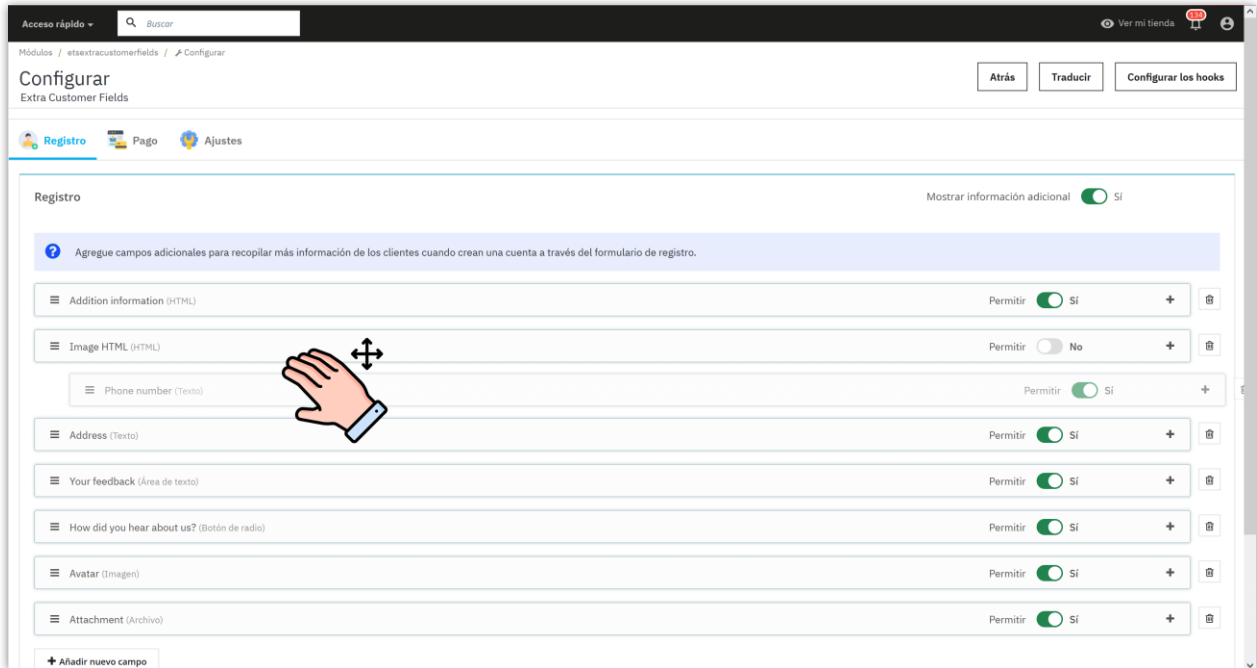 Acceso rápido
Buscar
Ver mi tienda
134
Módulos / etsextracustomerfields / Configurar
Configurar
Extra Customer Fields
Atrás
Traducir
Configurar los hooks
Registro
Pago
Ajustes
Registro
Mostrar información adicional Sí
Agregue campos adicionales para recopilar más información de los clientes cuando crean una cuenta a través del formulario de registro.
Addition information (HTML) Permitir Sí
Image HTML (HTML) Permitir No
Phone number (Texto) Permitir Sí
Address (Texto) Permitir Sí
Your feedback (Área de texto) Permitir Sí
How did you hear about us? (Botón de radio) Permitir Sí
Avatar (Imagen) Permitir Sí
Attachment (Archivo) Permitir Sí
+ Añadir nuevo campo